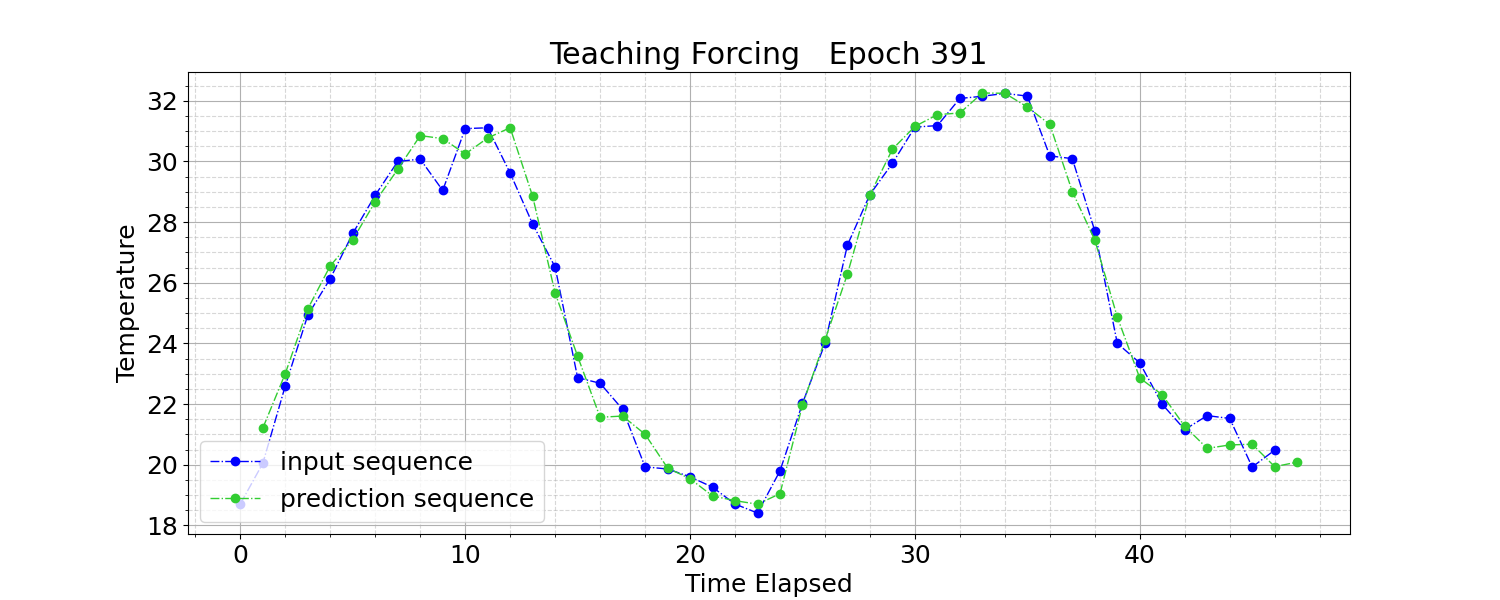 Teaching Forcing   Epoch 391
Temperature
32
30
28
26
24
22
20
18
input sequence
prediction sequence
0 10 20 30 40
Time Elapsed